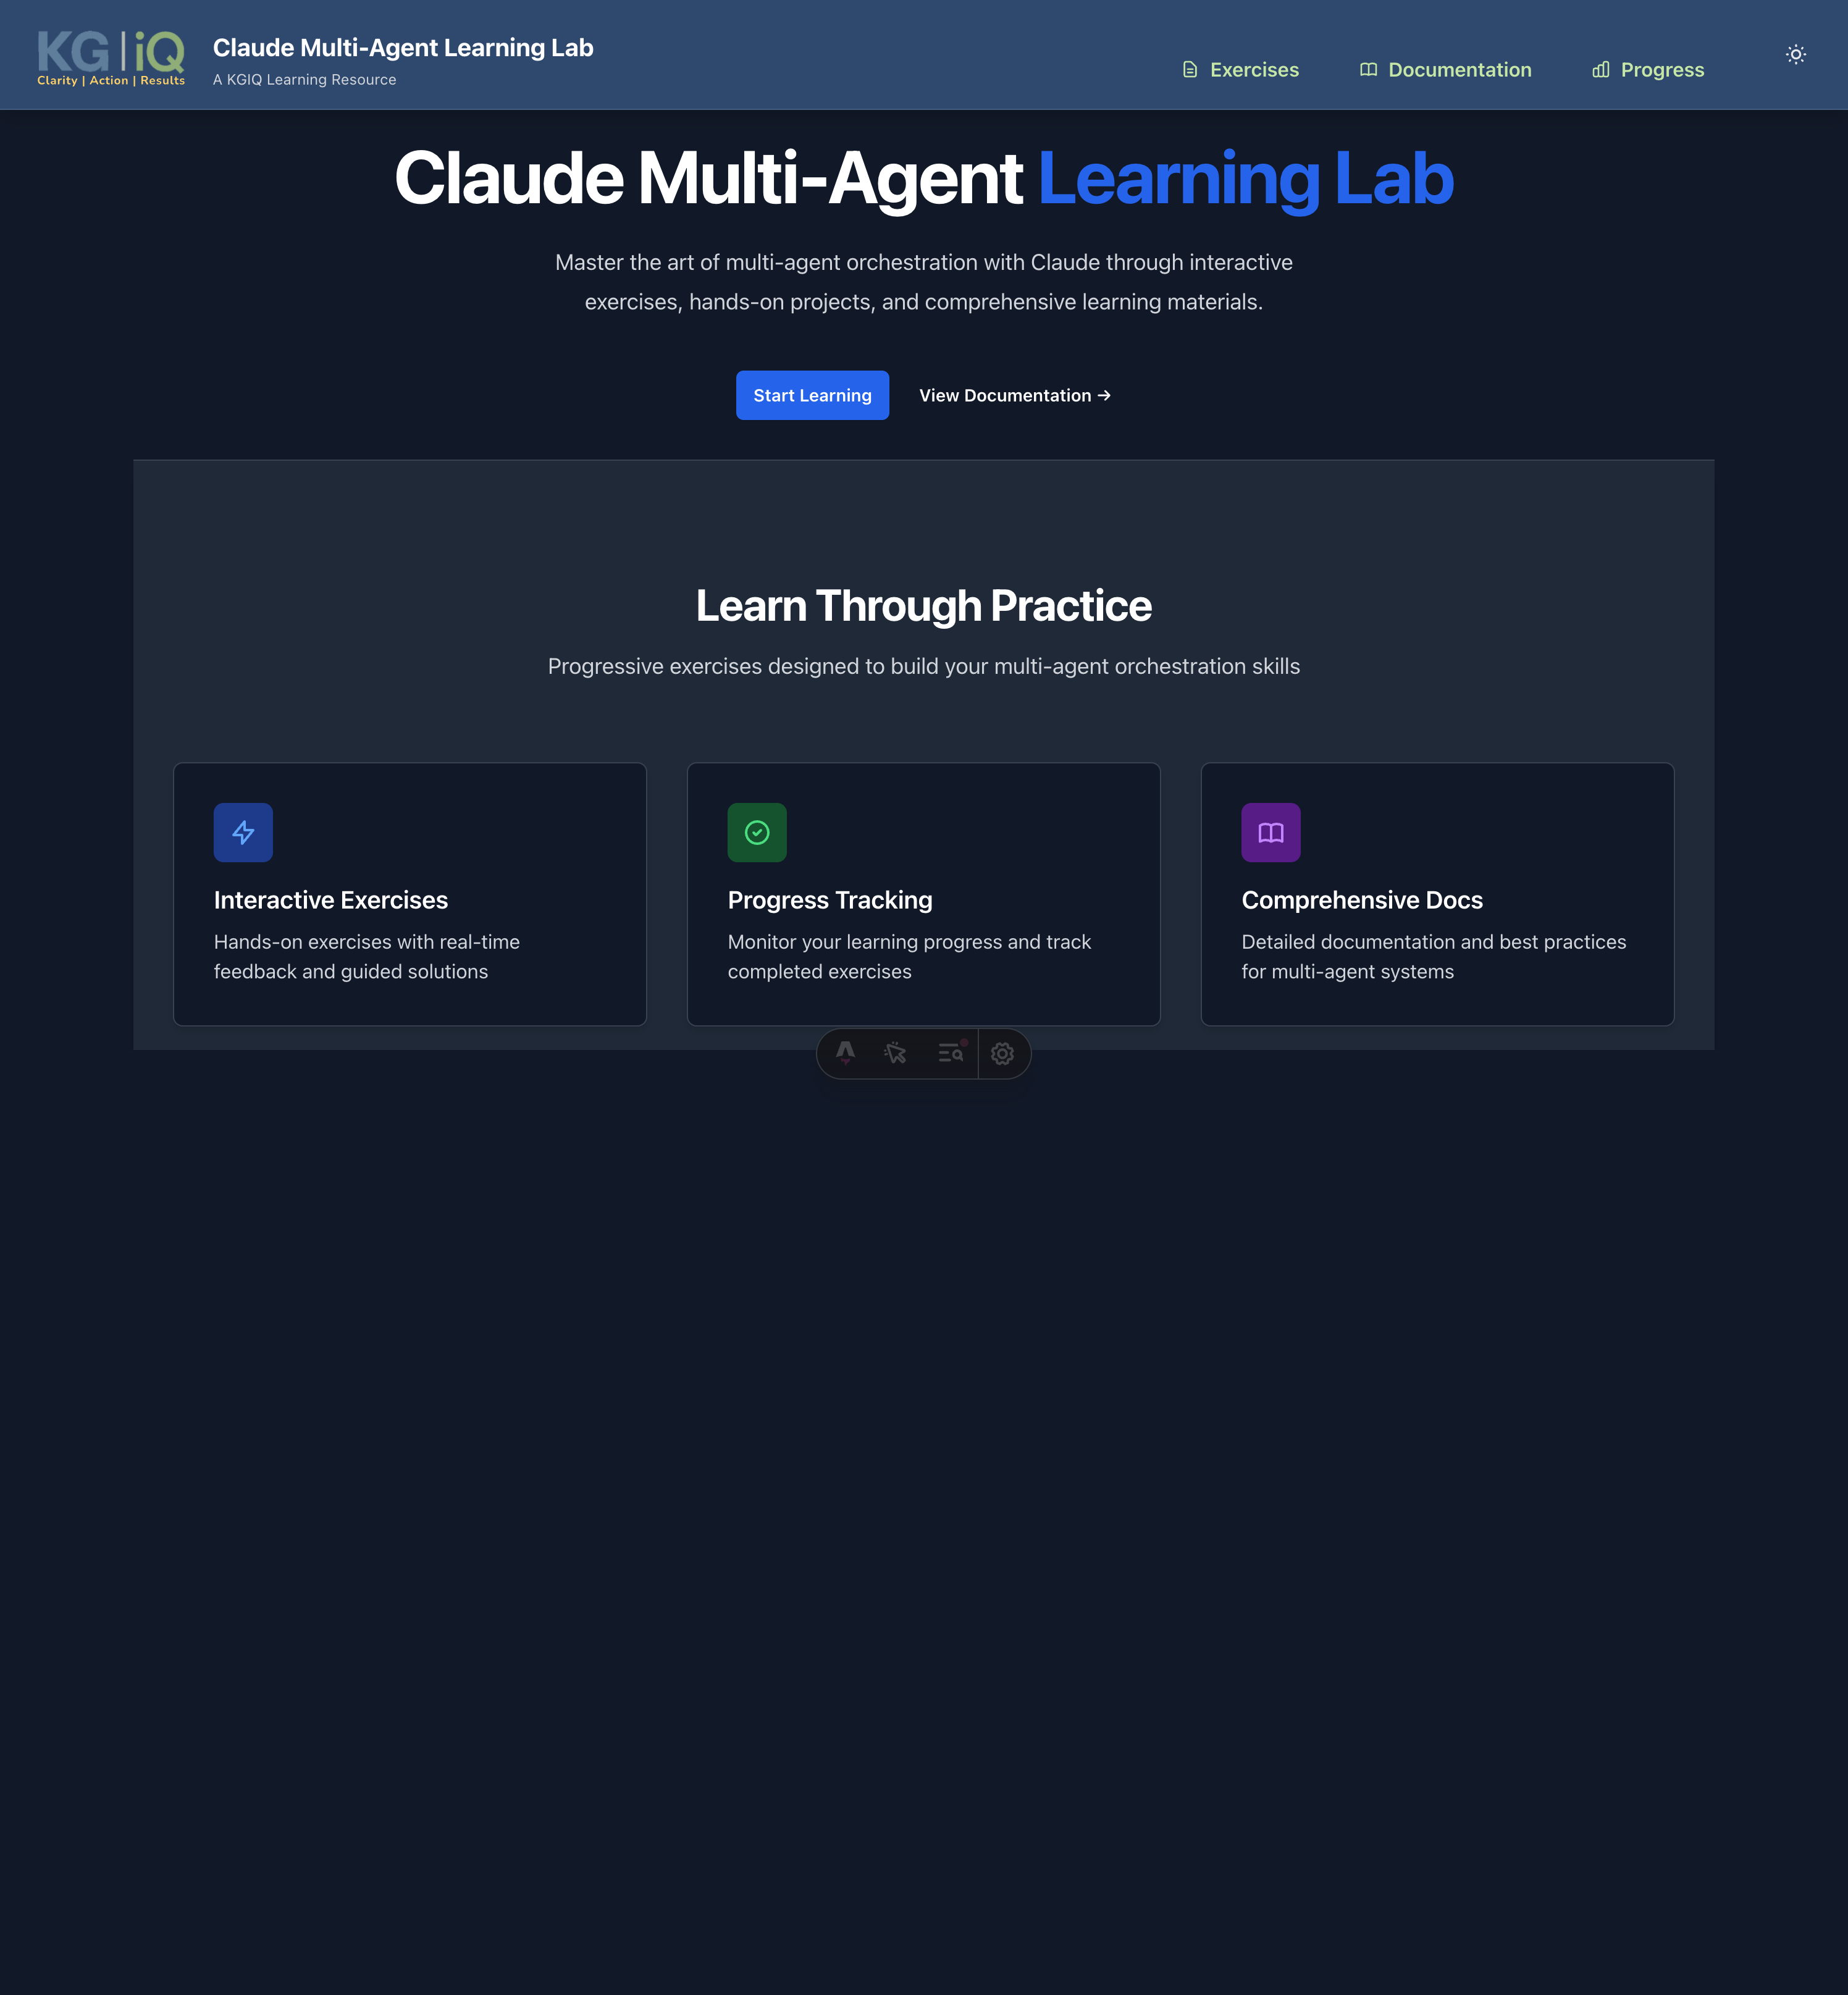 KG|iQ
Clarity | Action | Results
Claude Multi-Agent Learning Lab
A KGIQ Learning Resource
Exercises
Documentation
Progress
Claude Multi-Agent Learning Lab
Master the art of multi-agent orchestration with Claude through interactive
exercises, hands-on projects, and comprehensive learning materials.
Start Learning
View Documentation →
Learn Through Practice
Progressive exercises designed to build your multi-agent orchestration skills
Interactive Exercises
Hands-on exercises with real-time
feedback and guided solutions
Progress Tracking
Monitor your learning progress and track
completed exercises
Comprehensive Docs
Detailed documentation and best practices
for multi-agent systems